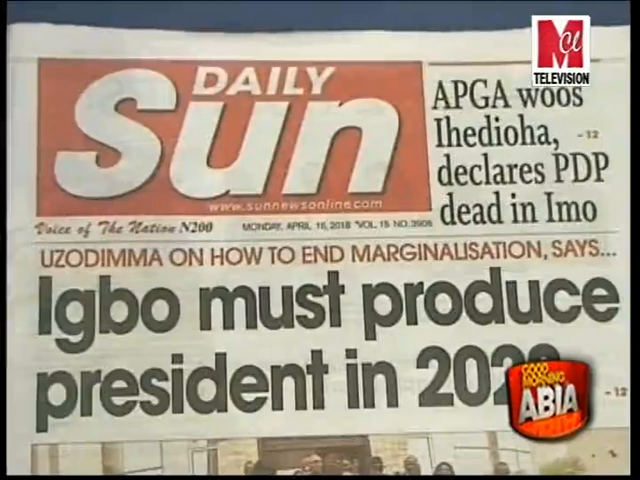 Mcl
TELEVISION
DAILY
Sun
www.sunnewsonline.com
Voice of The Nation N200
MONDAY, APRIL 16, 2018 *VOL. 15 NO.
APGA woos
Ihedioha, -12
declares PDP
dead in Imo
UZODIMMA ON HOW TO END MARGINALISATION, SAYS...
Igbo must produce
president in
-12
GOOD
MORNING
ABIA